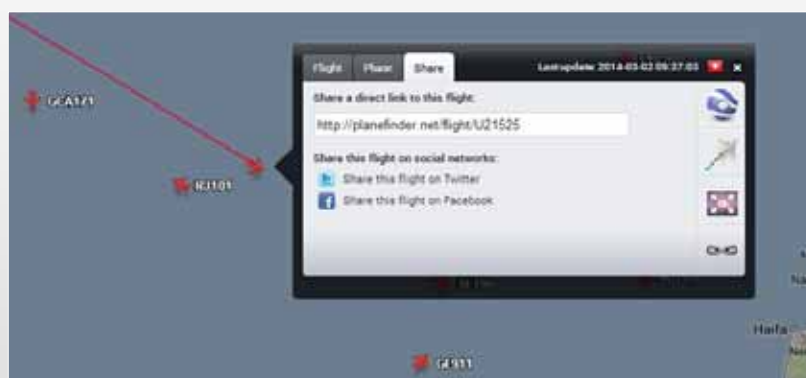 Flight Plane Share Last update: 2014-03-02 09:37:03
Share a direct link to this flight:
http://planefinder.net/flight/U21525
Share this flight on social networks:
Share this flight on Twitter
Share this flight on Facebook
GCA171
RJ101
Haifa